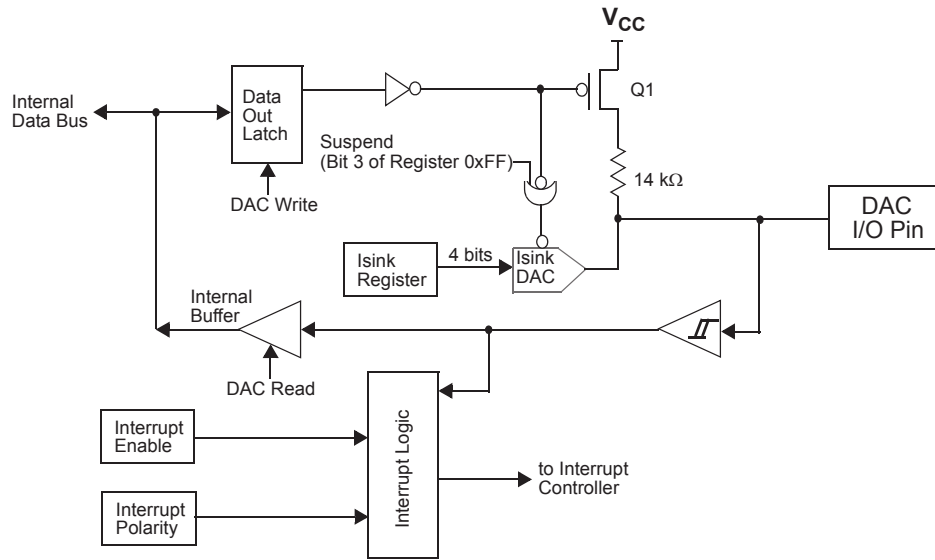 VCC
Internal
Data Bus
Data
Out
Latch
Q1
Suspend
(Bit 3 of Register 0xFF)
14 kΩ
DAC Write
DAC
I/O Pin
Isink
Register
4 bits
Isink
DAC
Internal
Buffer
DAC Read
Interrupt Logic
Interrupt
Enable
to Interrupt
Controller
Interrupt
Polarity